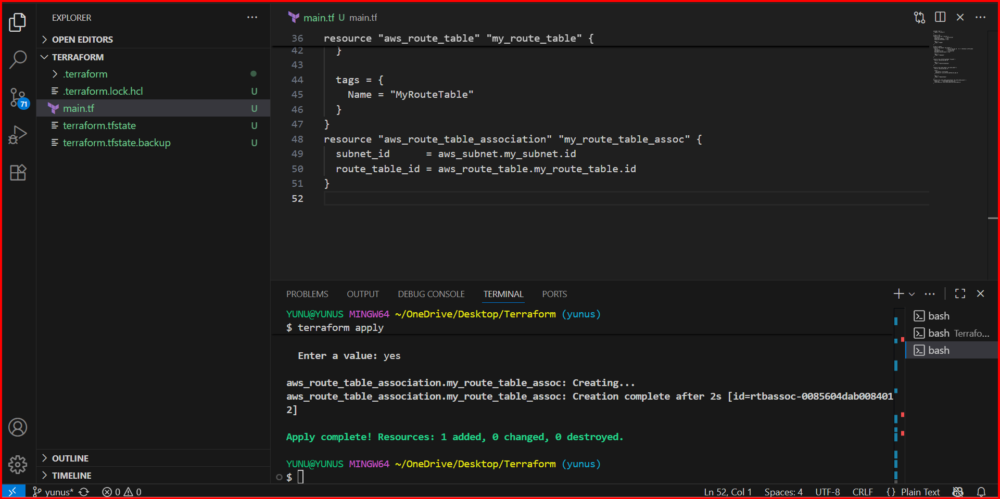 EXPLORER
OPEN EDITORS
TERRAFORM
.terraform
.terraform.lock.hcl U
main.tf U
terraform.tfstate U
terraform.tfstate.backup U
OUTLINE
TIMELINE
71
main.tf U main.tf
36 resource "aws_route_table" "my_route_table" {
42 }
43
44 tags = {
45 Name = "MyRouteTable"
46 }
47 }
48 resource "aws_route_table_association" "my_route_table_assoc" {
49 subnet_id = aws_subnet.my_subnet.id
50 route_table_id = aws_route_table.my_route_table.id
51 }
52
PROBLEMS OUTPUT DEBUG CONSOLE TERMINAL PORTS
YUNU@YUNUS MINGW64 ~/OneDrive/Desktop/Terraform (yunus)
$ terraform apply
Enter a value: yes
aws_route_table_association.my_route_table_assoc: Creating...
aws_route_table_association.my_route_table_assoc: Creation complete after 2s [id=rtbassoc-0085604dab008401
2]
Apply complete! Resources: 1 added, 0 changed, 0 destroyed.
YUNU@YUNUS MINGW64 ~/OneDrive/Desktop/Terraform (yunus)
$
bash
bash Terrafo...
bash
yunus* 0 0 Ln 52, Col 1 Spaces: 4 UTF-8 CRLF {} Plain Text